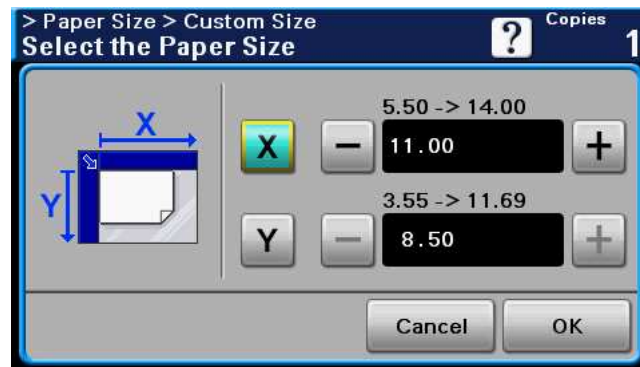 > Paper Size > Custom Size
Select the Paper Size
?
Copies
1
X
Y
5.50 -> 14.00
X
−
11.00
+
3.55 -> 11.69
Y
−
8.50
+
Cancel
OK